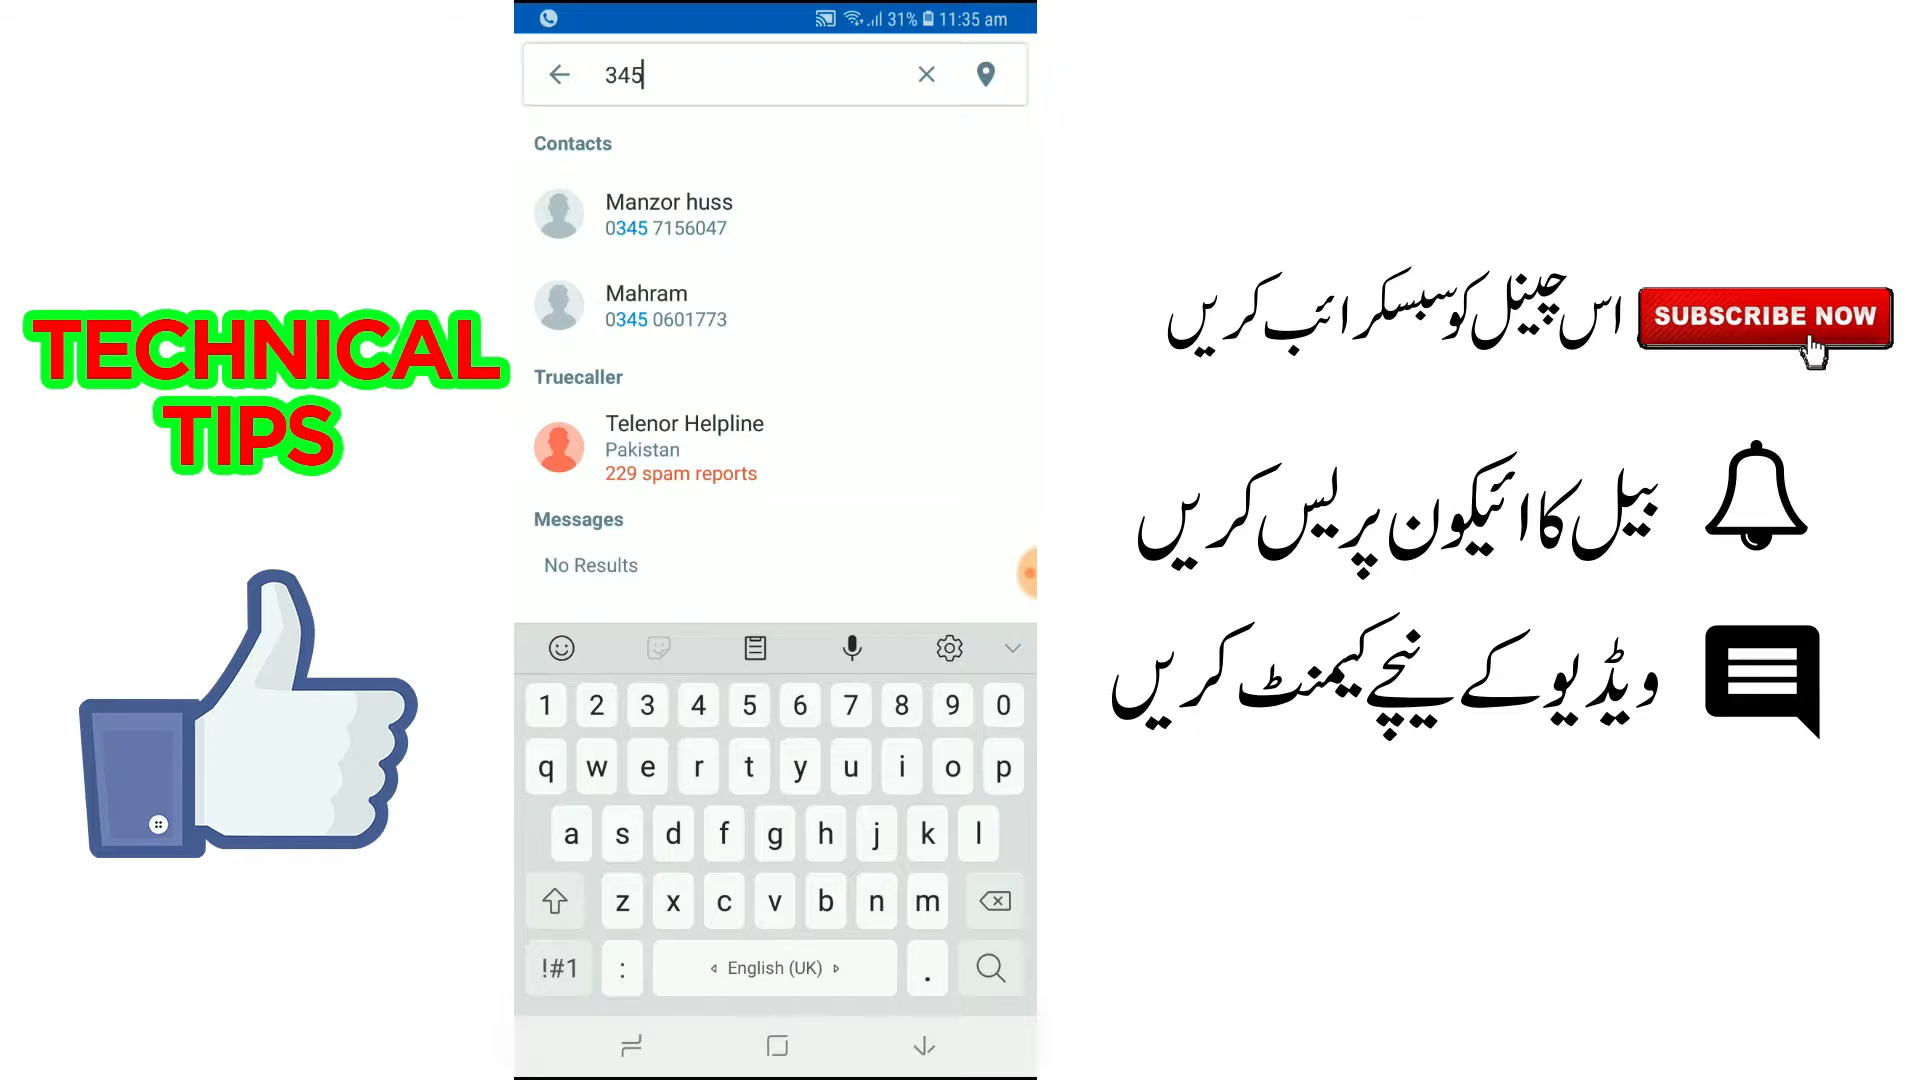 TECHNICAL
TIPS
31% 11:35 am
345
Contacts
Manzor huss
0345 7156047
Mahram
0345 0601773
Truecaller
Telenor Helpline
Pakistan
229 spam reports
Messages
No Results
1 2 3 4 5 6 7 8 9 0
q w e r t y u i o p
a s d f g h j k l
z x c v b n m
!#1 : English (UK) .
اس چینل کو سبسکرائب کریں
SUBSCRIBE NOW
بیل کا ائیکون پریس کریں
ویڈیو کے نیچے کیمنٹ کریں